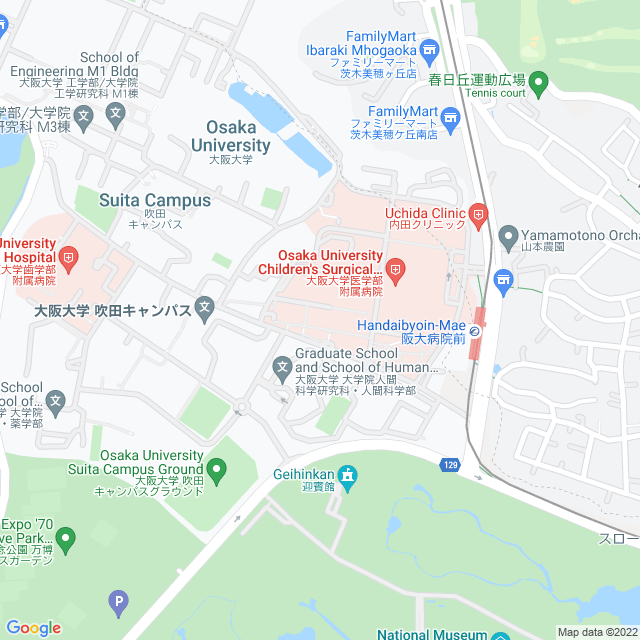 FamilyMart
Ibaraki Mhogaoka
ファミリーマート
茨木美穂ヶ丘店
School of
Engineering M1 Bldg
大阪大学 工学部/大学院
工学研究科 M1棟
春日丘運動広場
Tennis court
学部/大学院
研究科 M3棟
FamilyMart
ファミリーマート
茨木美穂ケ丘南店
Osaka
University
大阪大学
Suita Campus
吹田
キャンパス
Uchida Clinic
内田クリニック
Yamamotono Orcha
山本農園
University
Hospital
大学歯学部
附属病院
Osaka University
Children's Surgical...
大阪大学医学部
附属病院
大阪大学 吹田キャンパス
Handaibyoin-Mae
阪大病院前
Graduate School
and School of Human...
大阪大学 大学院人間
科学研究科・人間科学部
School
ool of...
学 大学院
・薬学部
Osaka University
Suita Campus Ground
大阪大学 吹田
キャンパスグラウンド
129
Geihinkan
迎賓館
Expo '70
ve Park...
念公園 万博
スガーデン
スロー
P
Google
National Museum
Map data ©2022